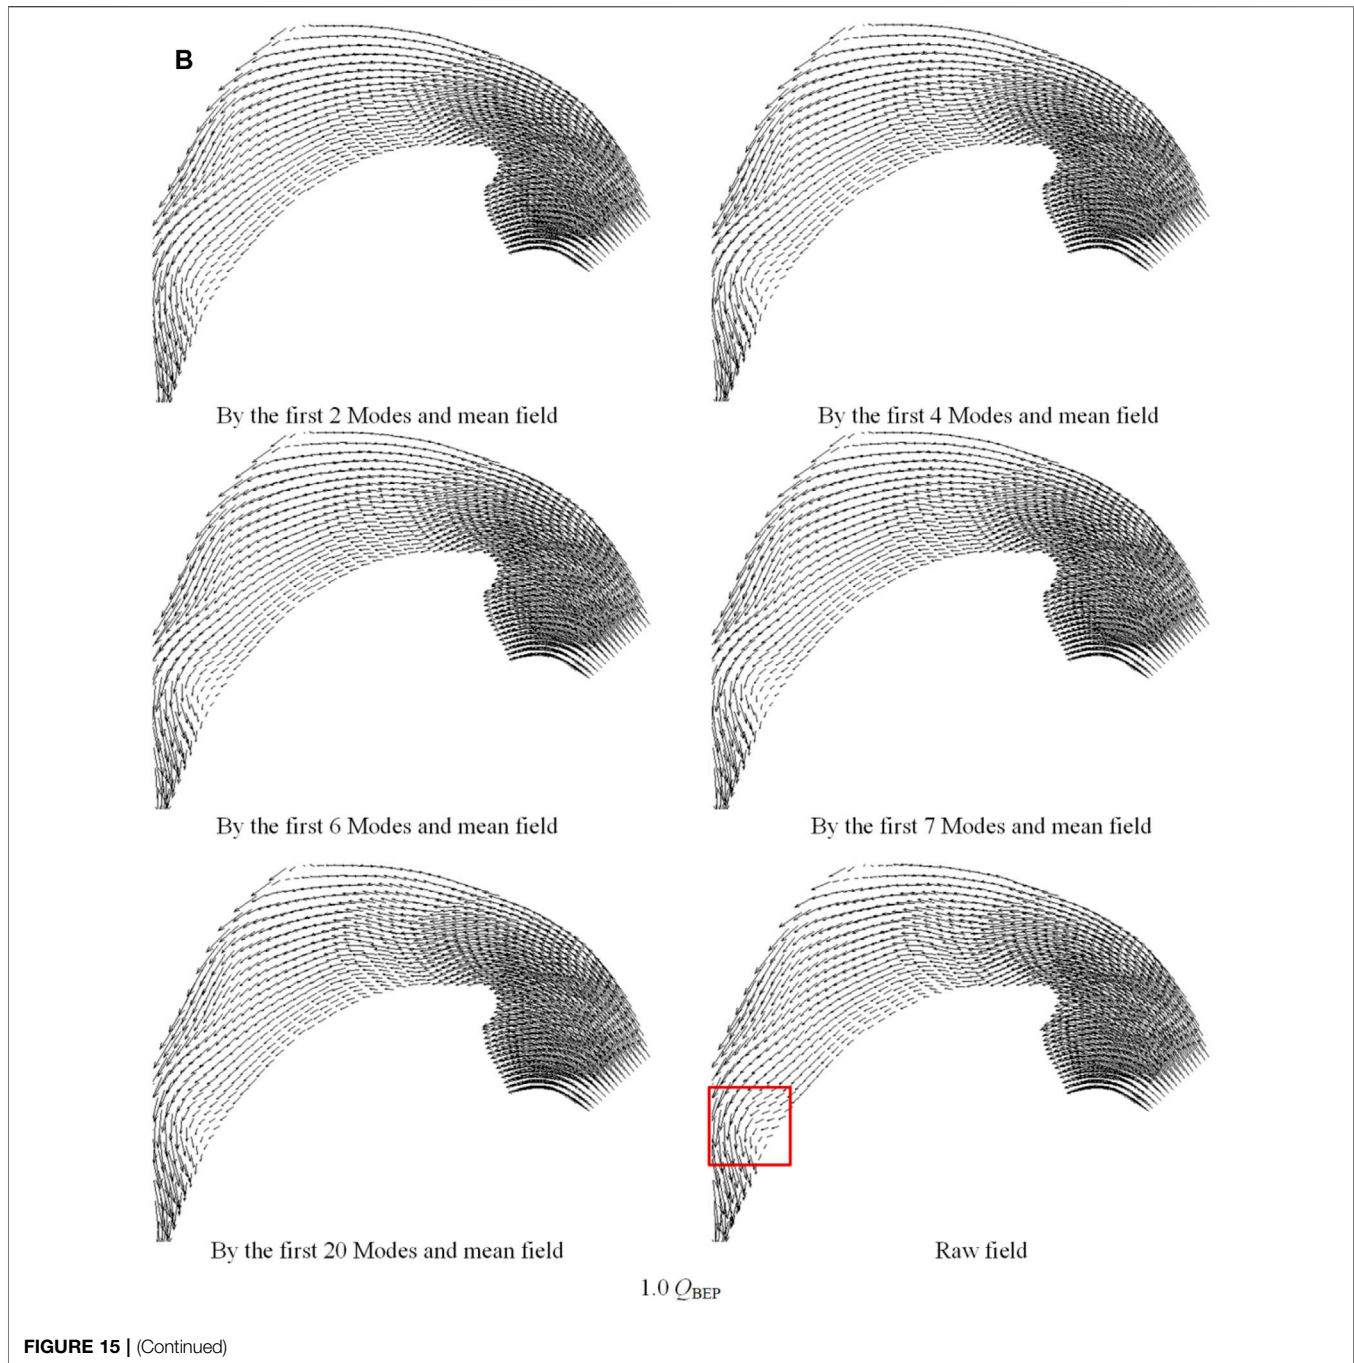 B
By the first 2 Modes and mean field
By the first 4 Modes and mean field
By the first 6 Modes and mean field
By the first 7 Modes and mean field
By the first 20 Modes and mean field
Raw field
1.0 Q_BEP
FIGURE 15 | (Continued)